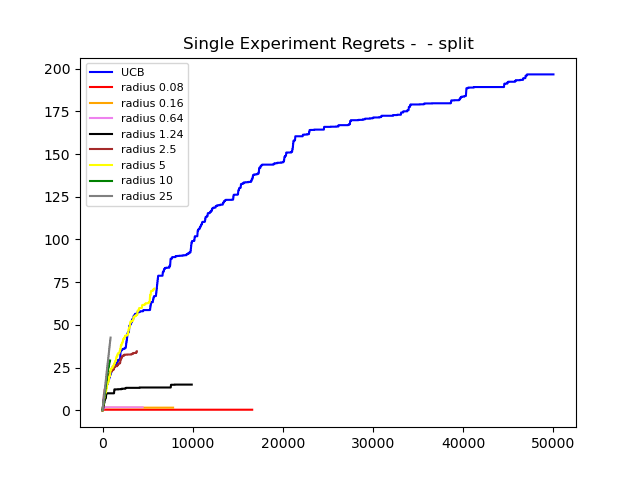 Single Experiment Regrets -  - split
200
175
150
125
100
75
50
25
0
UCB
radius 0.08
radius 0.16
radius 0.64
radius 1.24
radius 2.5
radius 5
radius 10
radius 25
0 10000 20000 30000 40000 50000